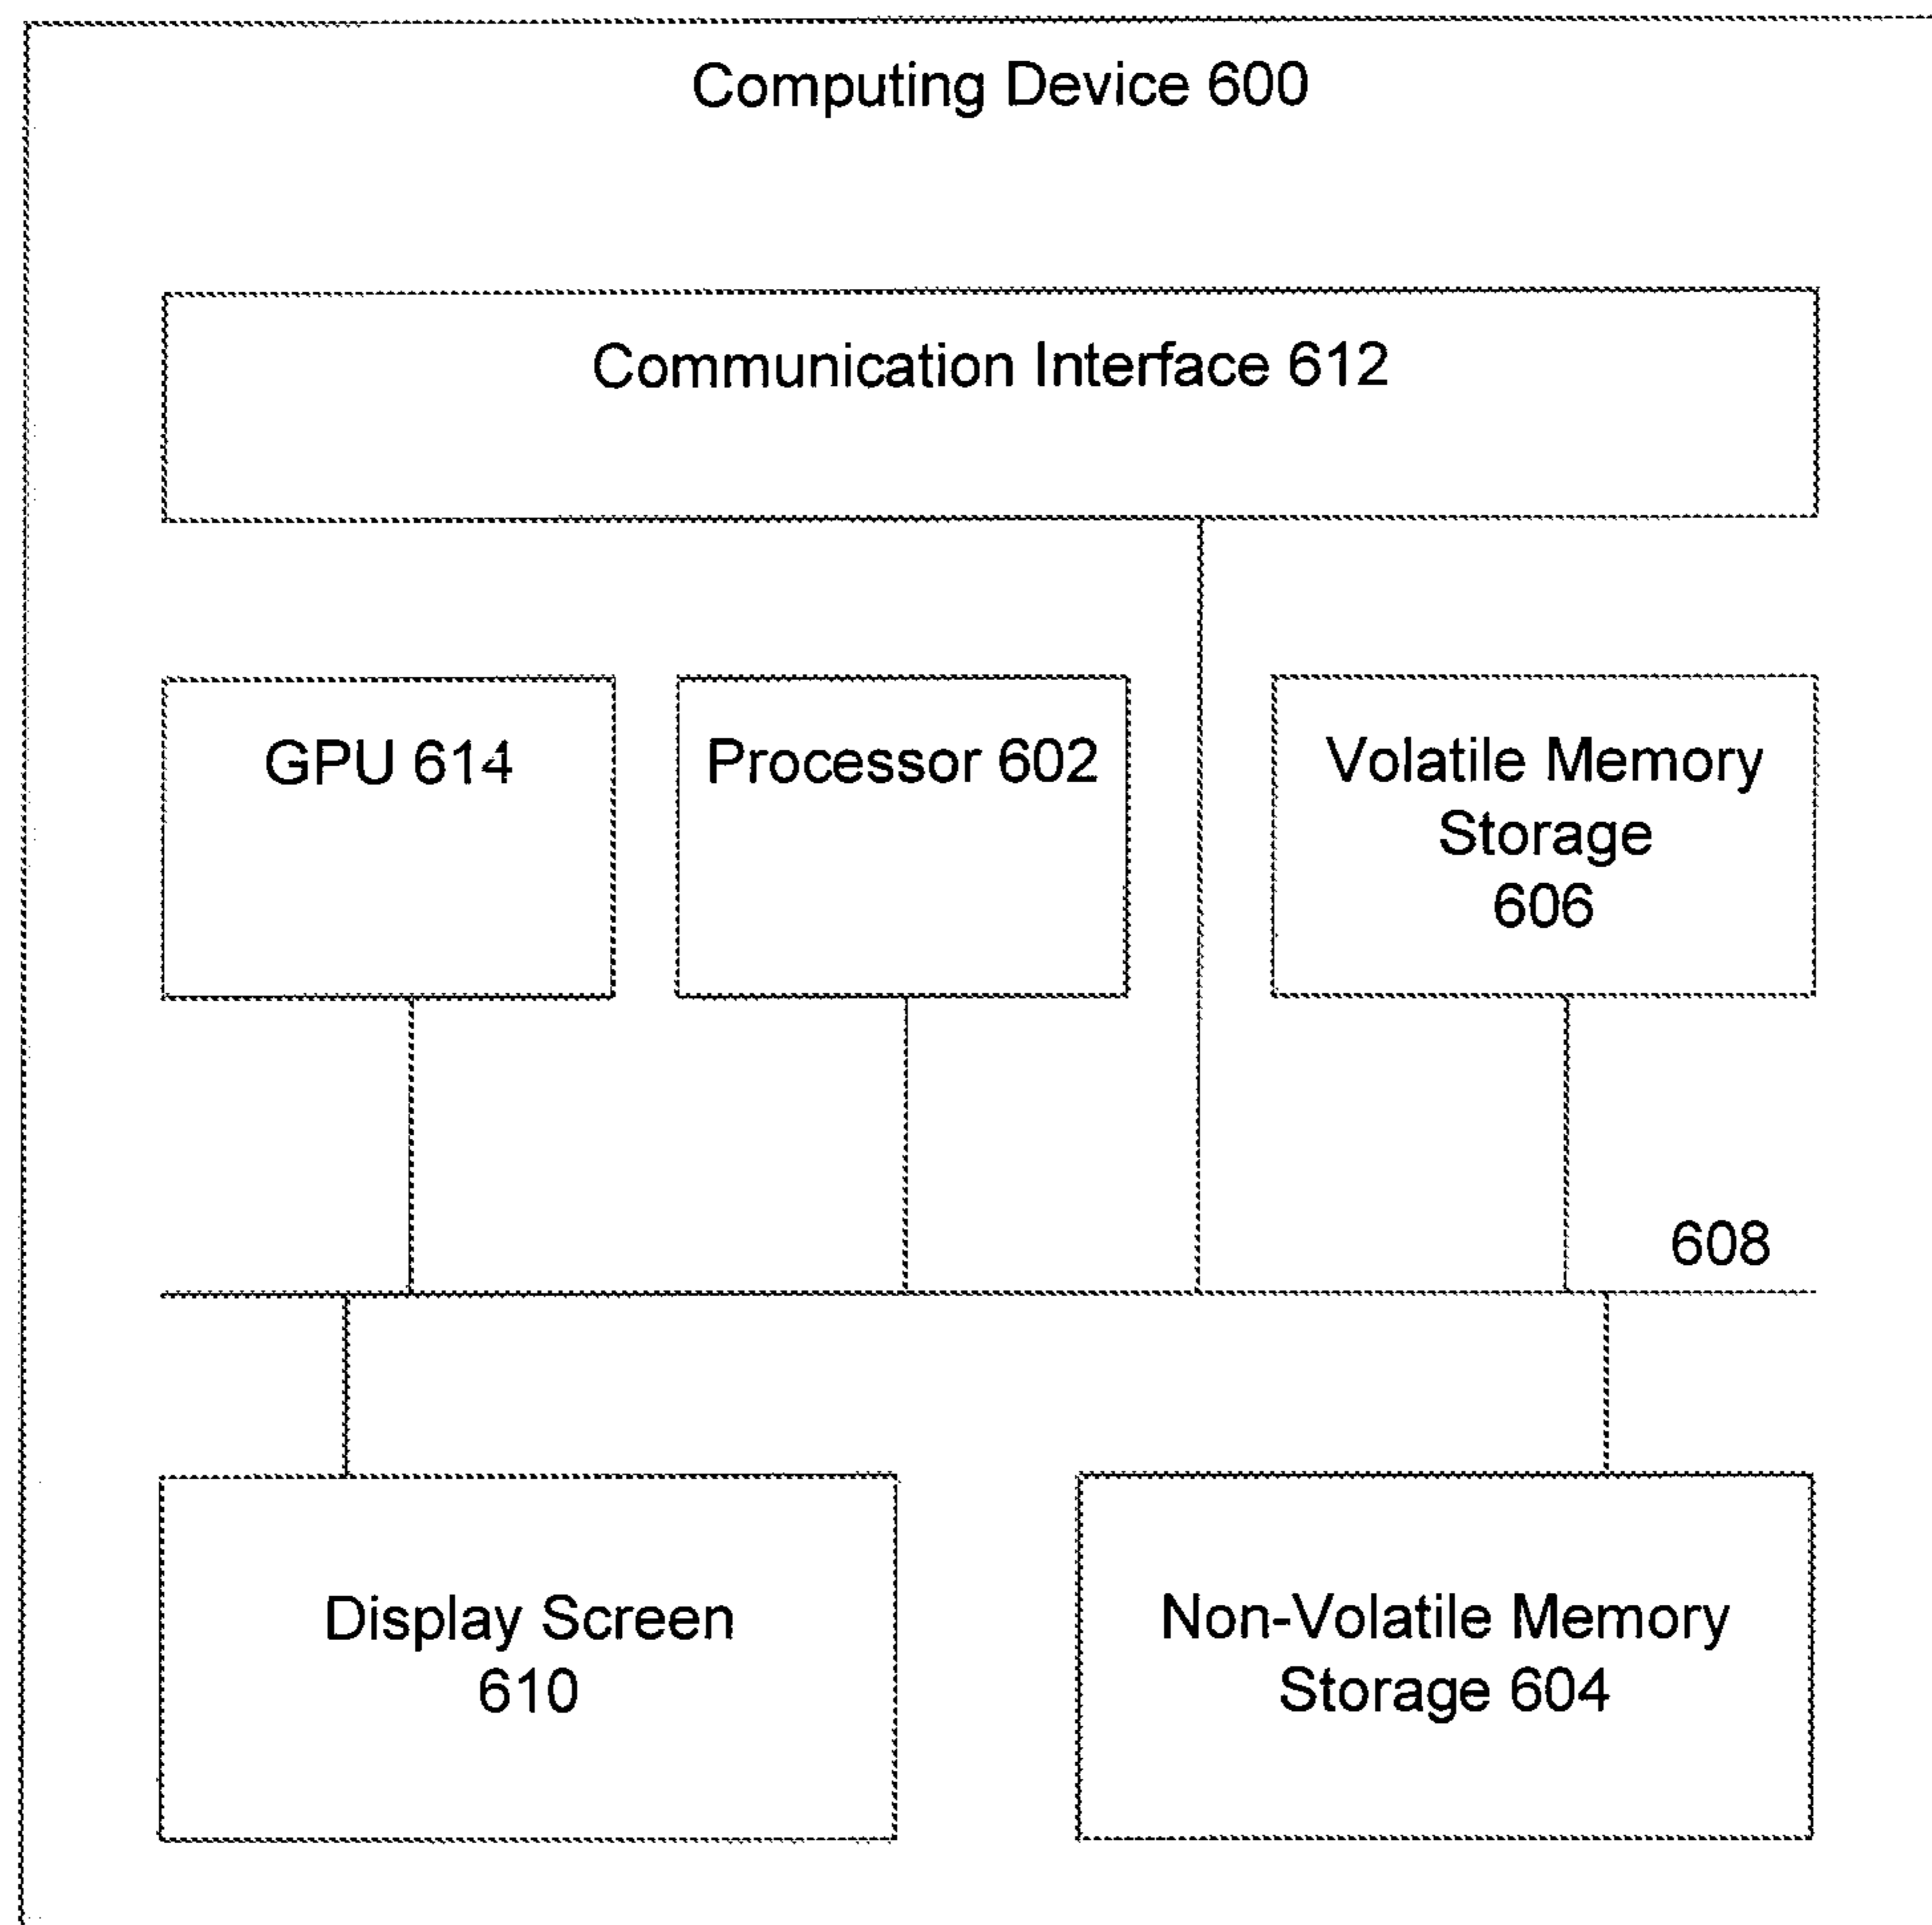 Computing Device 600
Communication Interface 612
GPU 614
Processor 602
Volatile Memory
Storage
606
608
Display Screen
610
Non-Volatile Memory
Storage 604